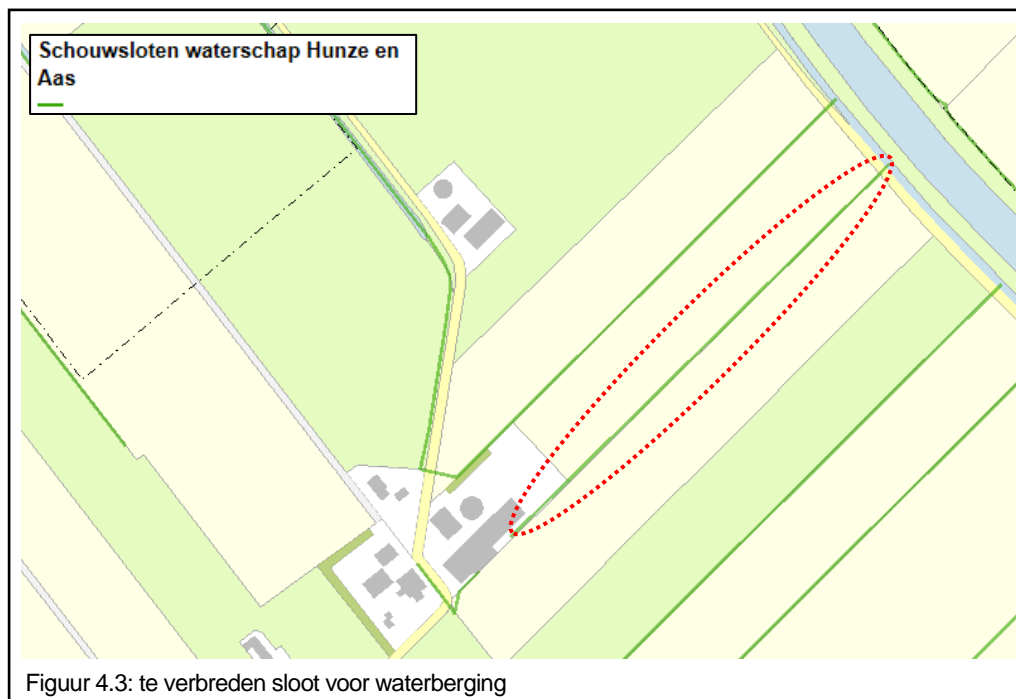 Schouwsloten waterschap Hunze en
Aas
Figuur 4.3: te verbreden sloot voor waterberging